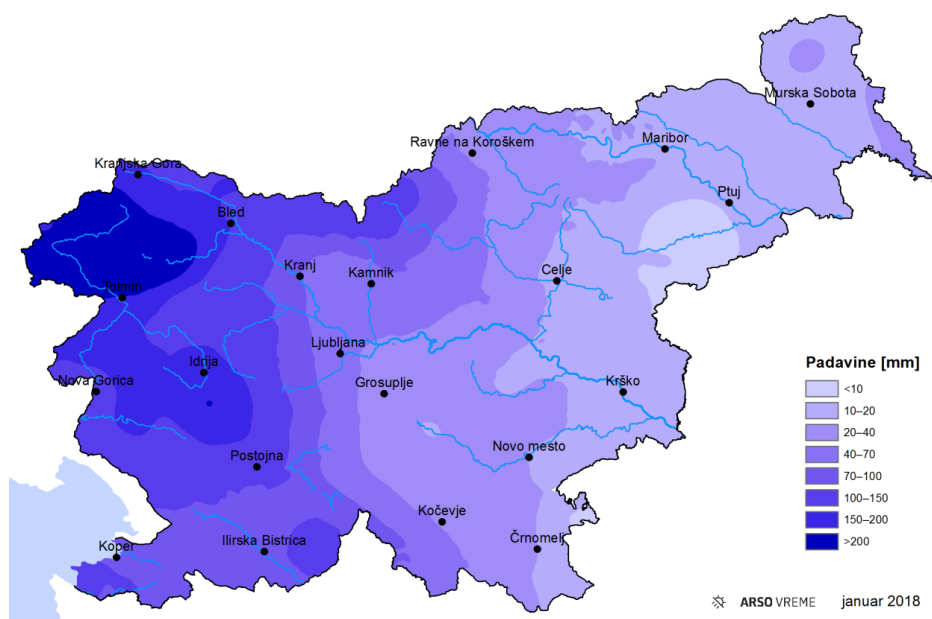 Murska Sobota
Ravne na Koroškem
Maribor
Kranjska Gora
Ptuj
Bled
Kranj
Kamnik
Celje
Tolmin
Ljubljana
Idrija
Nova Gorica
Grosuplje
Krško
Novo mesto
Postojna
Kočevje
Koper
Ilirska Bistrica
Črnomelj
Padavine [mm]
<10
10–20
20–40
40–70
70–100
100–150
150–200
>200
ARSO VREME januar 2018